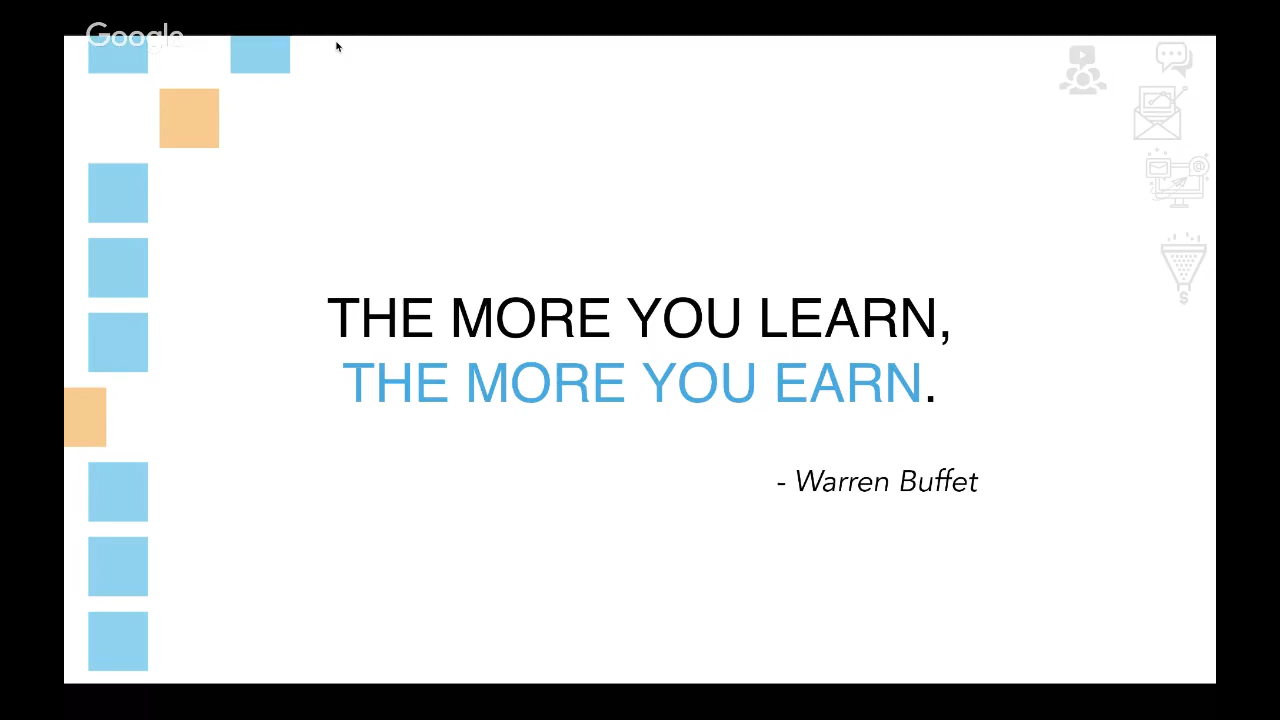 Google
THE MORE YOU LEARN,
THE MORE YOU EARN.
- Warren Buffet